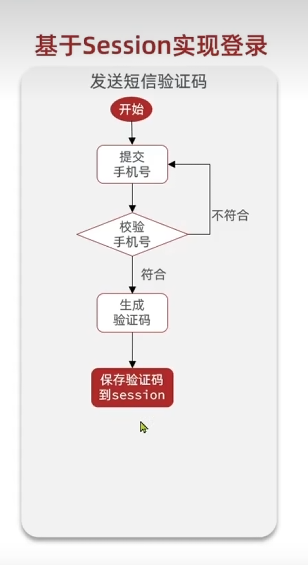 基于Session实现登录
发送短信验证码
开始
提交
手机号
校验
手机号
不符合
符合
生成
验证码
保存验证码
到session